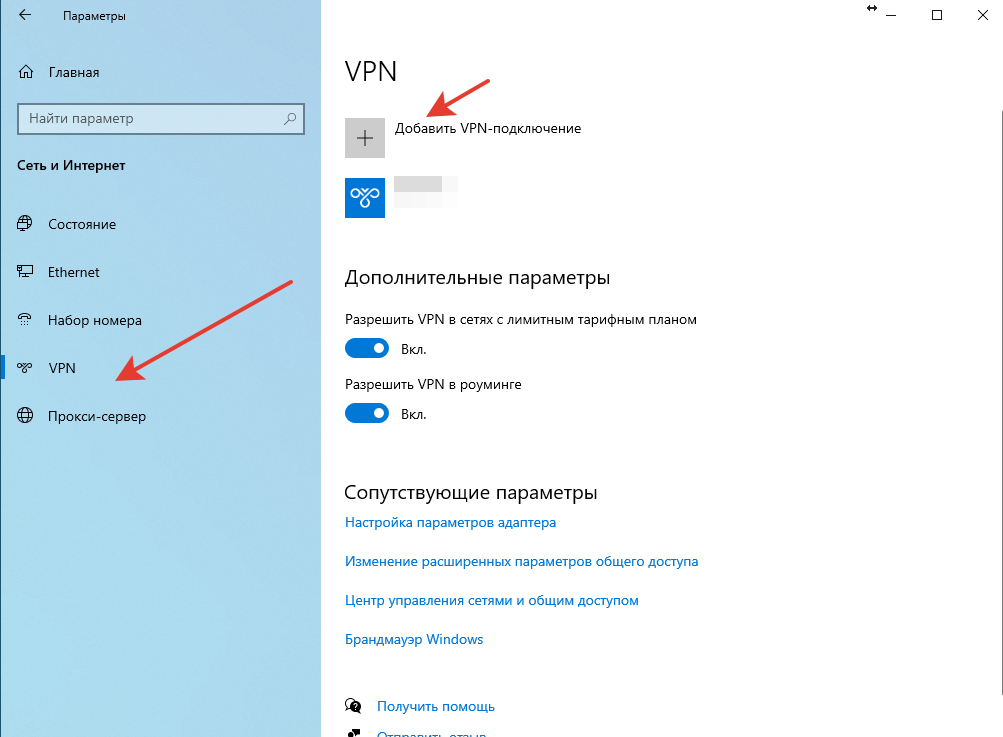 Параметры
Главная
Найти параметр
Сеть и Интернет
Состояние
Ethernet
Набор номера
VPN
Прокси-сервер
VPN
Добавить VPN-подключение
Дополнительные параметры
Разрешить VPN в сетях с лимитным тарифным планом
Вкл.
Разрешить VPN в роуминге
Вкл.
Сопутствующие параметры
Настройка параметров адаптера
Изменение расширенных параметров общего доступа
Центр управления сетями и общим доступом
Брандмауэр Windows
Получить помощь
Отправить отзыв